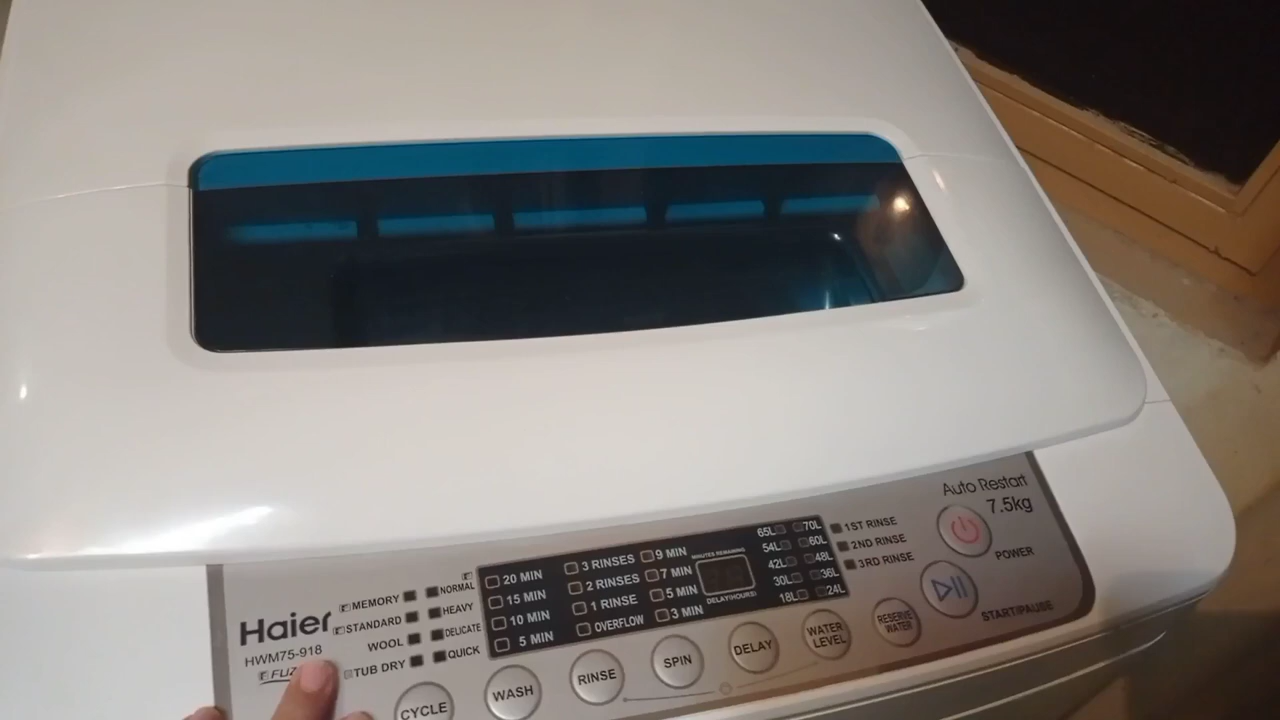 Auto Restart
7.5kg
POWER
START/PAUSE
Haier
HWM75-918
MEMORY
STANDARD
WOOL
TUB DRY
NORMAL
HEAVY
DELICATE
QUICK
20 MIN
15 MIN
10 MIN
5 MIN
3 RINSES
2 RINSES
1 RINSE
OVERFLOW
9 MIN
7 MIN
5 MIN
3 MIN
MINUTES REMAINING
DELAY(HOURS)
65L 70L
54L 60L
42L 48L
30L 36L
18L 24L
1ST RINSE
2ND RINSE
3RD RINSE
CYCLE
WASH
RINSE
SPIN
DELAY
WATER
LEVEL
RESERVE
WATER